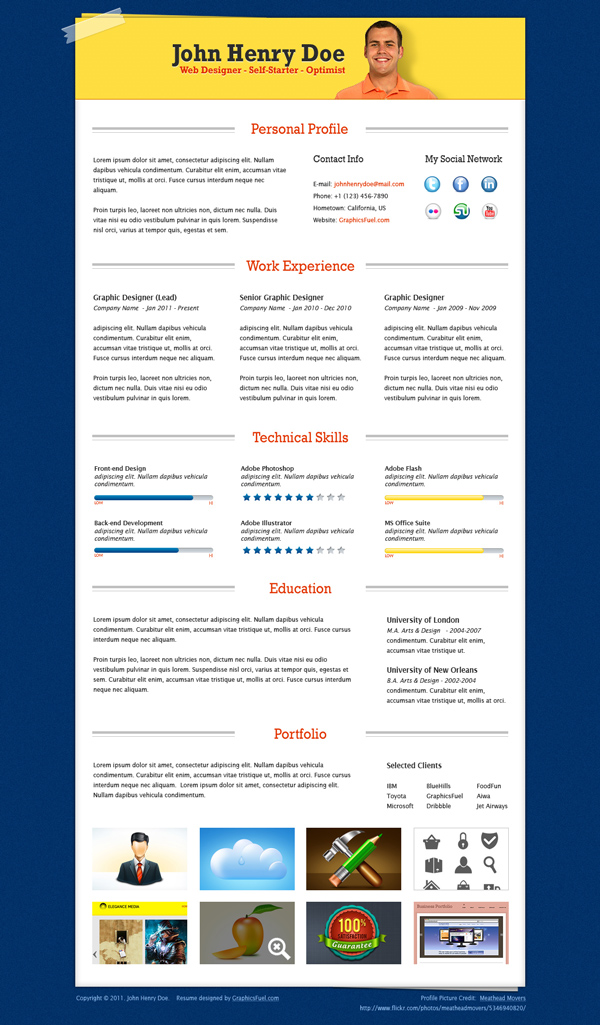 John Henry Doe
Web Designer - Self-Starter - Optimist
Personal Profile
Lorem ipsum dolor sit amet, consectetur adipiscing elit. Nullam
dapibus vehicula condimentum. Curabitur elit enim, accumsan vitae
tristique ut, mollis at orci. Fusce cursus interdum neque nec
aliquam.
Proin turpis leo, laoreet non ultricies non, dictum nec nulla. Duis
vitae nisi eu odio vestibulum pulvinar in quis lorem. Suspendisse
nisl orci, varius at tempor quis, egestas et sem.
Contact Info
E-mail: johnhenrydoe@mail.com
Phone: +1 (123) 456-7890
Hometown: California, US
Website: GraphicsFuel.com
My Social Network
Work Experience
Graphic Designer (Lead)
Company Name - Jan 2011 - Present
adipiscing elit. Nullam dapibus vehicula
condimentum. Curabitur elit enim,
accumsan vitae tristique ut, mollis at orci.
Fusce cursus interdum neque nec aliquam.
Proin turpis leo, laoreet non ultricies non,
dictum nec nulla. Duis vitae nisi eu odio
vestibulum pulvinar in quis lorem.
Senior Graphic Designer
Company Name - Jan 2010 - Dec 2010
adipiscing elit. Nullam dapibus vehicula
condimentum. Curabitur elit enim,
accumsan vitae tristique ut, mollis at orci.
Fusce cursus interdum neque nec aliquam.
Proin turpis leo, laoreet non ultricies non,
dictum nec nulla. Duis vitae nisi eu odio
vestibulum pulvinar in quis lorem.
Graphic Designer
Company Name - Jan 2009 - Nov 2009
adipiscing elit. Nullam dapibus vehicula
condimentum. Curabitur elit enim,
accumsan vitae tristique ut, mollis at orci.
Fusce cursus interdum neque nec aliquam.
Proin turpis leo, laoreet non ultricies non,
dictum nec nulla. Duis vitae nisi eu odio
vestibulum pulvinar in quis lorem.
Technical Skills
Front-end Design
adipiscing elit. Nullam dapibus vehicula
condimentum.
LOW HI
Adobe Photoshop
adipiscing elit. Nullam dapibus vehicula
condimentum.
Adobe Flash
adipiscing elit. Nullam dapibus vehicula
condimentum.
LOW HI
Back-end Development
adipiscing elit. Nullam dapibus vehicula
condimentum.
LOW HI
Adobe Illustrator
adipiscing elit. Nullam dapibus vehicula
condimentum.
MS Office Suite
adipiscing elit. Nullam dapibus vehicula
condimentum.
LOW HI
Education
Lorem ipsum dolor sit amet, consectetur adipiscing elit. Nullam dapibus vehicula
condimentum. Curabitur elit enim, accumsan vitae tristique ut, mollis at orci. Fusce cursus
interdum neque nec aliquam.
Proin turpis leo, laoreet non ultricies non, dictum nec nulla. Duis vitae nisi eu odio
vestibulum pulvinar in quis lorem. Suspendisse nisl orci, varius at tempor quis, egestas et
sem. Curabitur elit enim, accumsan vitae tristique ut, mollis at orci. Fusce cursus interdum
neque nec aliquam.
University of London
M.A. Arts & Design - 2004-2007
condimentum. Curabitur elit enim,
accumsan vitae tristique ut.
University of New Orleans
B.A. Arts & Design - 2002-2004
condimentum. Curabitur elit enim,
accumsan vitae tristique ut, mollis at orci.
Portfolio
Lorem ipsum dolor sit amet, consectetur adipiscing elit. Nullam dapibus vehicula
condimentum. Curabitur elit enim, accumsan vitae tristique ut, mollis at orci. Fusce cursus
interdum neque nec aliquam. Lorem ipsum dolor sit amet, consectetur adipiscing elit.
Nullam dapibus vehicula condimentum.
Selected Clients
IBM BlueHills FoodFun
Toyota GraphicsFuel Aiwa
Microsoft Dribbble Jet Airways
ELEGANCE MEDIA
100%
SATISFACTION
Guarantee
Business Portfolio
Copyright © 2011. John Henry Doe. Resume designed by GraphicsFuel.com
Profile Picture Credit: Meathead Movers
http://www.flickr.com/photos/meatheadmovers/5346940820/